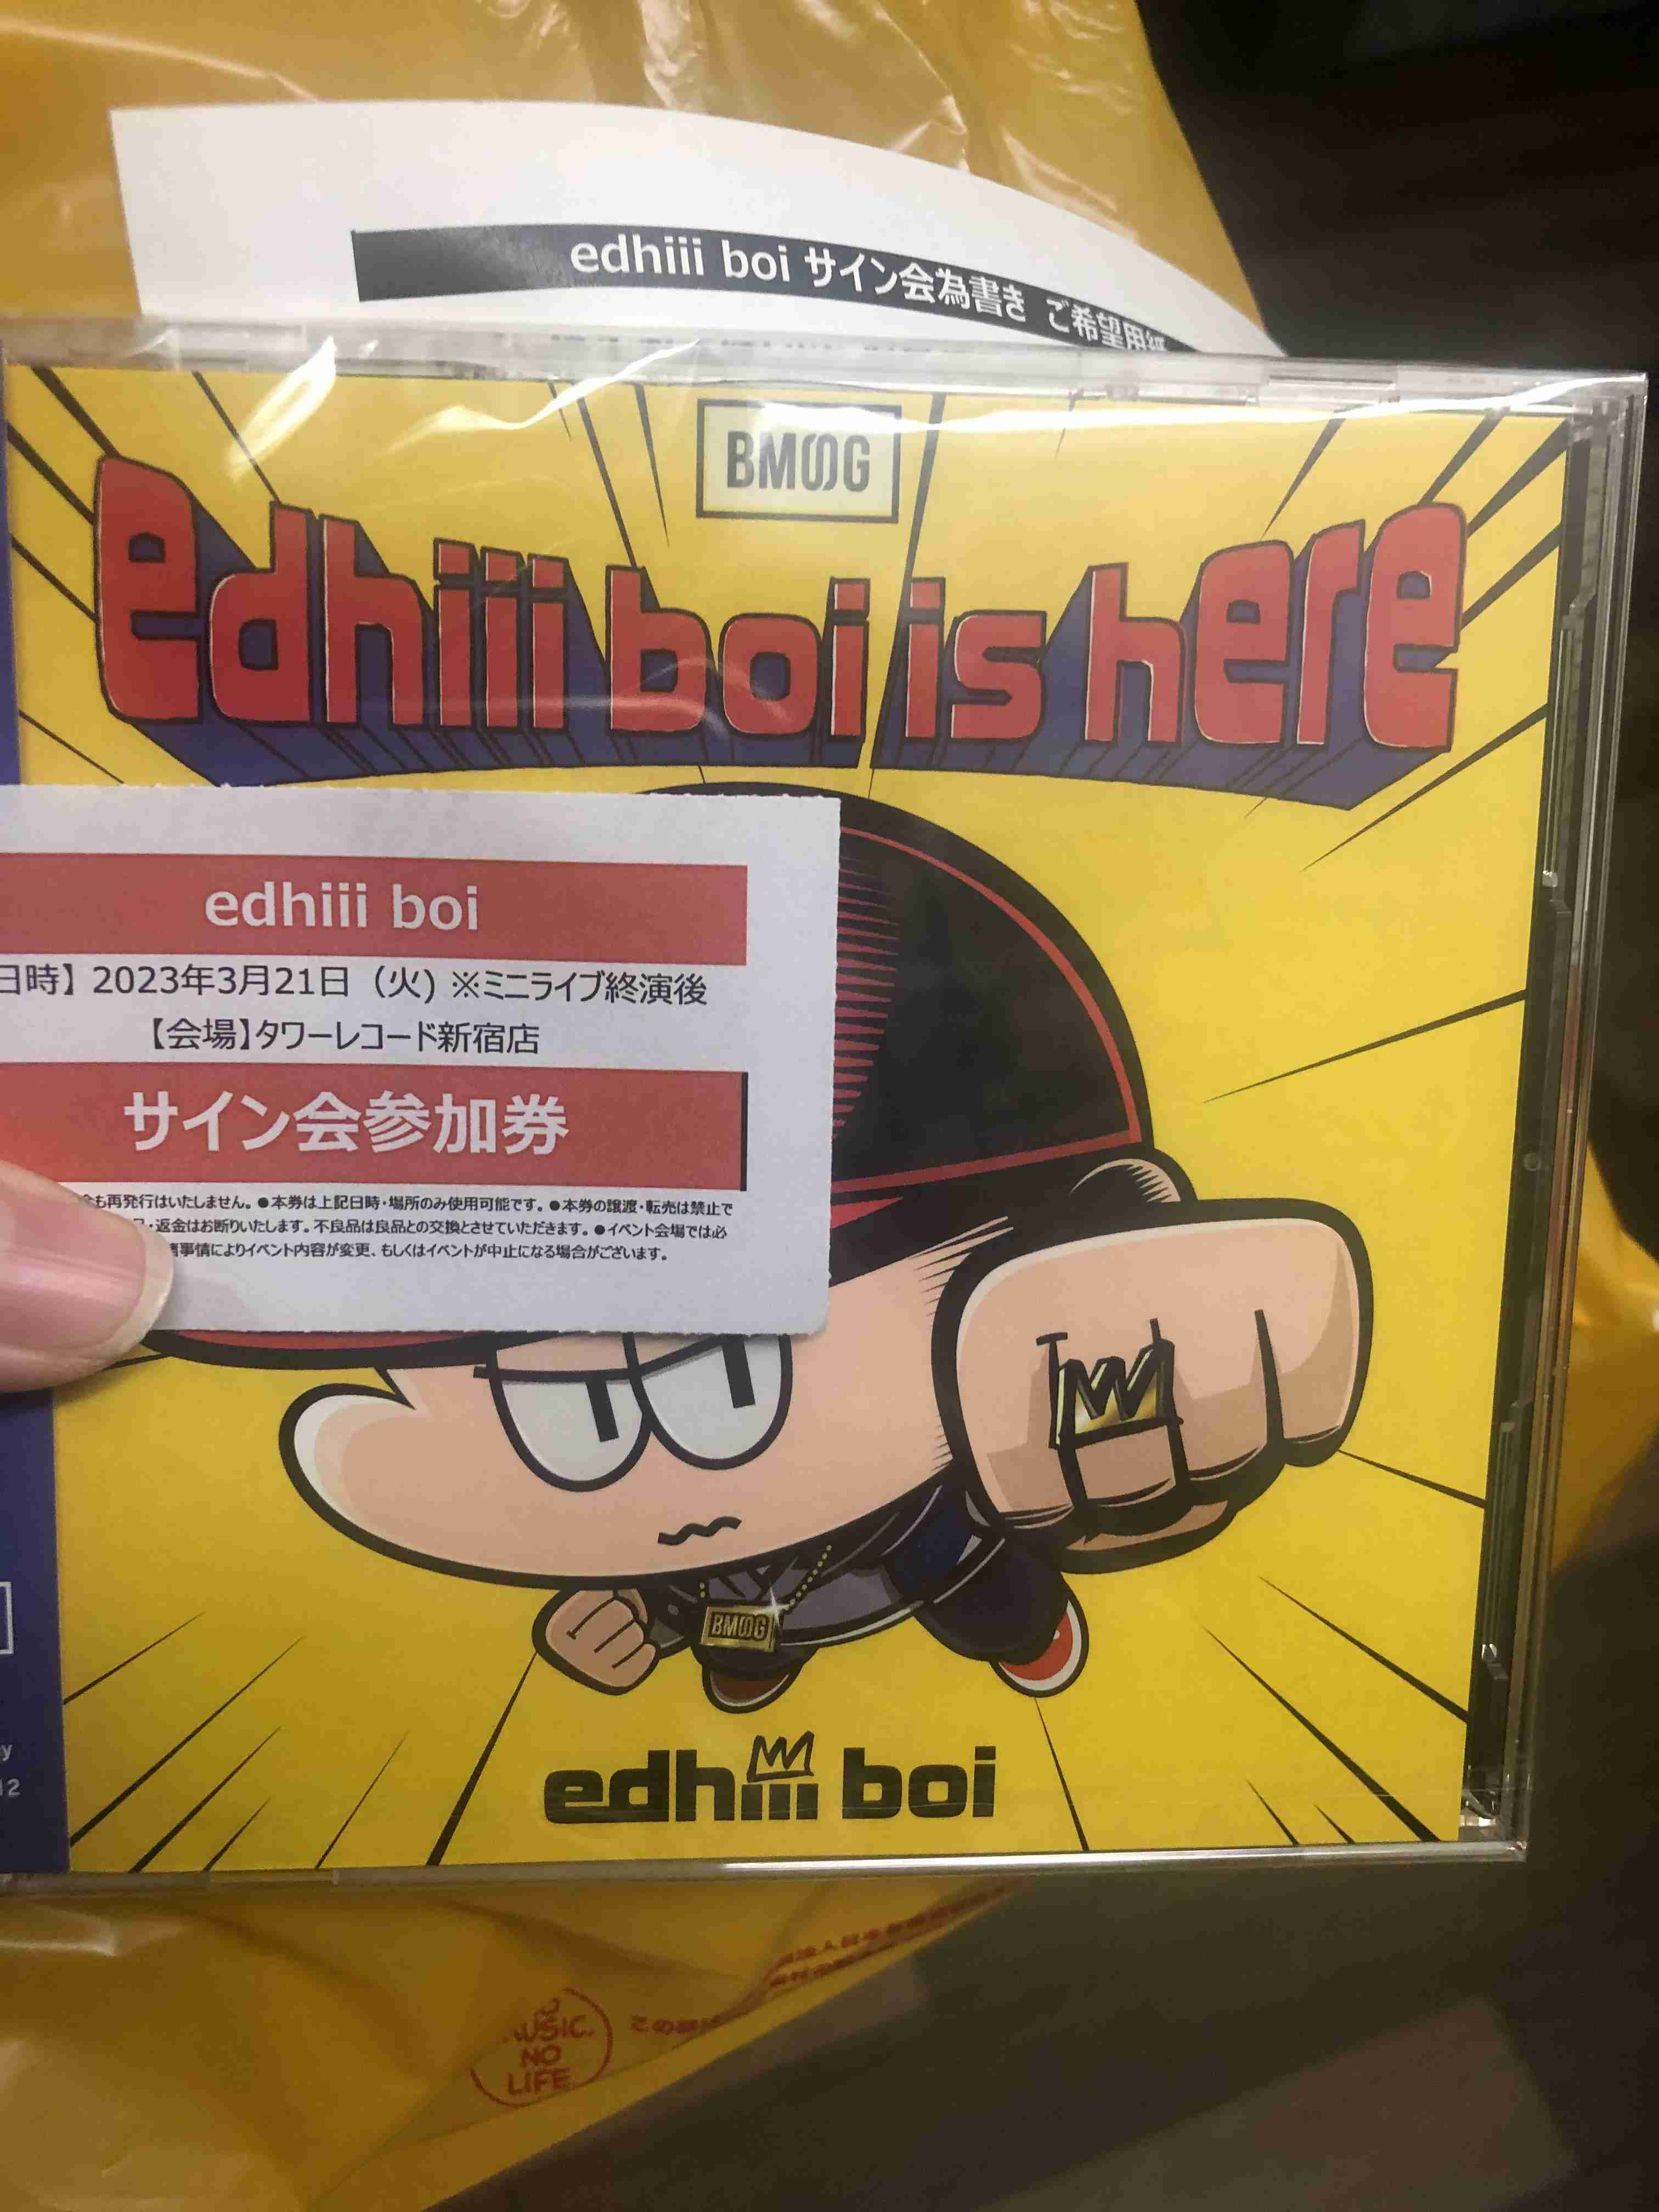 edhiii boi サイン会為書き ご希望用紙
BMSG
edhiii boi is here
edhiii boi
日時】2023年3月21日（火）※ミニライブ終演後
【会場】タワーレコード新宿店
サイン会参加券
も再発行はいたしません。●本券は上記日時・場所のみ使用可能です。●本券の譲渡・転売は禁止で
・返金はお断りいたします。不良品は良品との交換とさせていただきます。●イベント会場では必
事情によりイベント内容が変更、もしくはイベントが中止になる場合がございます。
BMSG
edhiii boi
y
12
MUSIC.
NO
LIFE.
この